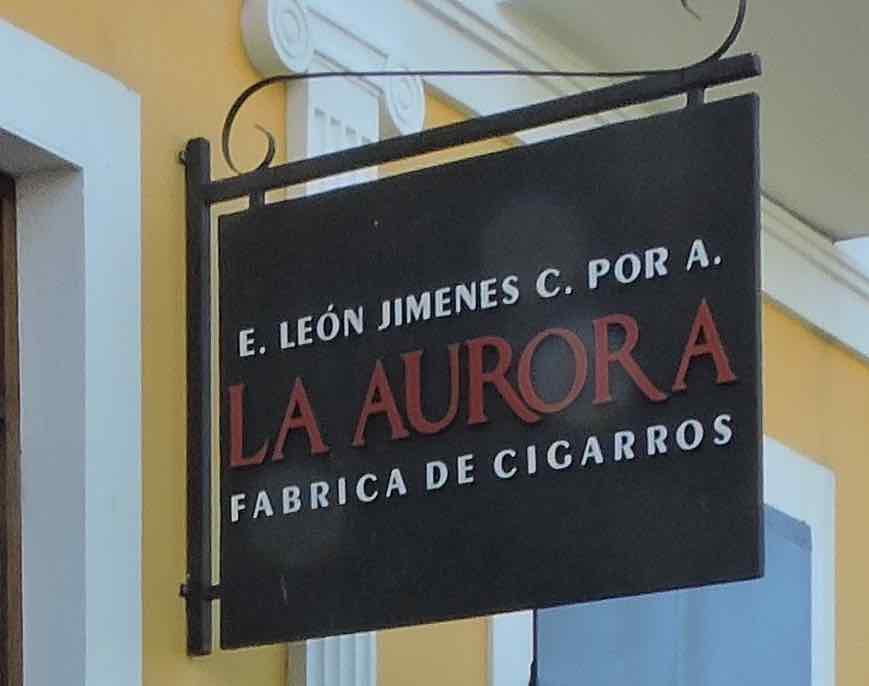 E. LEÓN JIMENES C. POR A.
LA AURORA
FABRICA DE CIGARROS